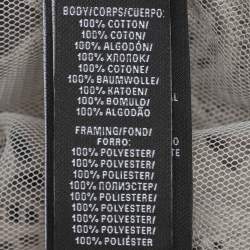 BODY/CORPS/CUERPO:
100% COTTON/
100% COTON/
100% ALGODÓN/
100% ХЛОПОК/
100% COTONE/
100% BAUMWOLLE/
100% KATOEN/
100% BOMULD/
100% ALGODÃO
FRAMING/FOND/
FORRO:
100% POLYESTER/
100% POLYESTER/
100% POLIÉSTER/
100% ПОЛИЭСТЕР/
100% POLIESTERE/
100% POLYESTER/
100% POLYESTER/
100% POLYESTER/
100% POLIÉSTER